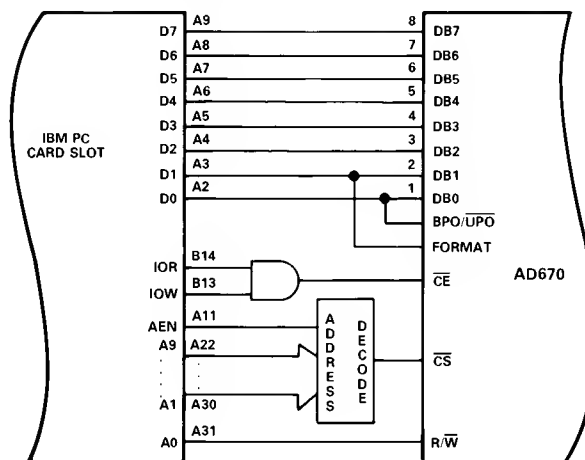 D7 A9 8 DB7
D6 A8 7 DB6
D5 A7 6 DB5
D4 A6 5 DB4
D3 A5 4 DB3
D2 A4 3 DB2
D1 A3 2 DB1
D0 A2 1 DB0
IBM PC
CARD SLOT
BPO/UPO
FORMAT
IOR B14
IOW B13
CE
AD670
AEN A11
A9 A22
A1 A30
ADDRESS
DECODE
CS
A0 A31 R/W